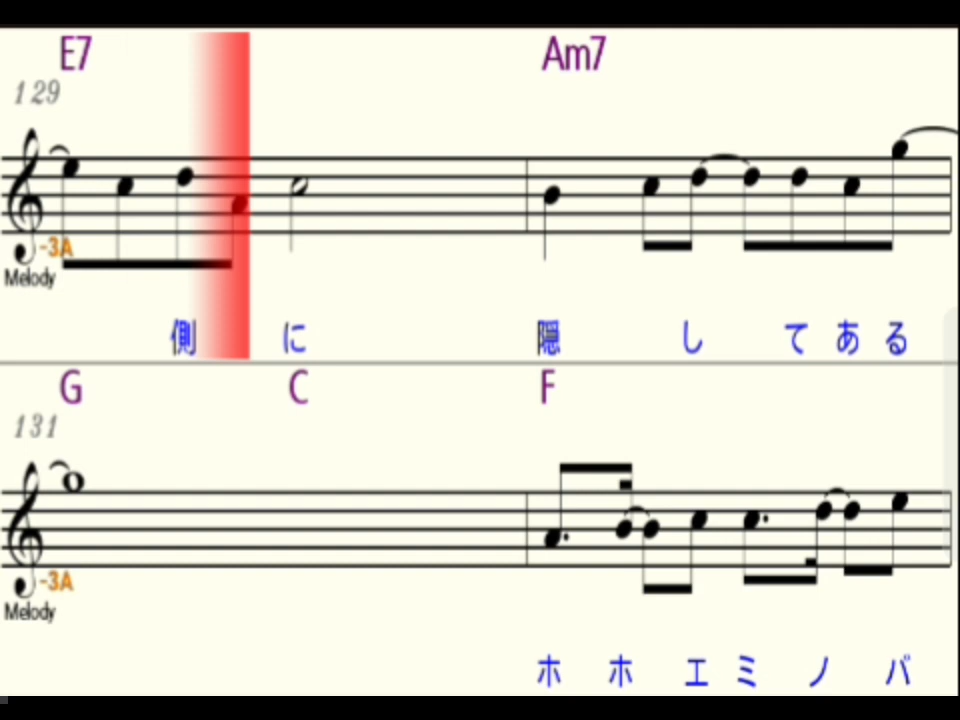 E7 Am7
129
-3A
Melody
側 に 隠 し て あ る
G C F
131
-3A
Melody
ホ ホ エ ミ ノ バ